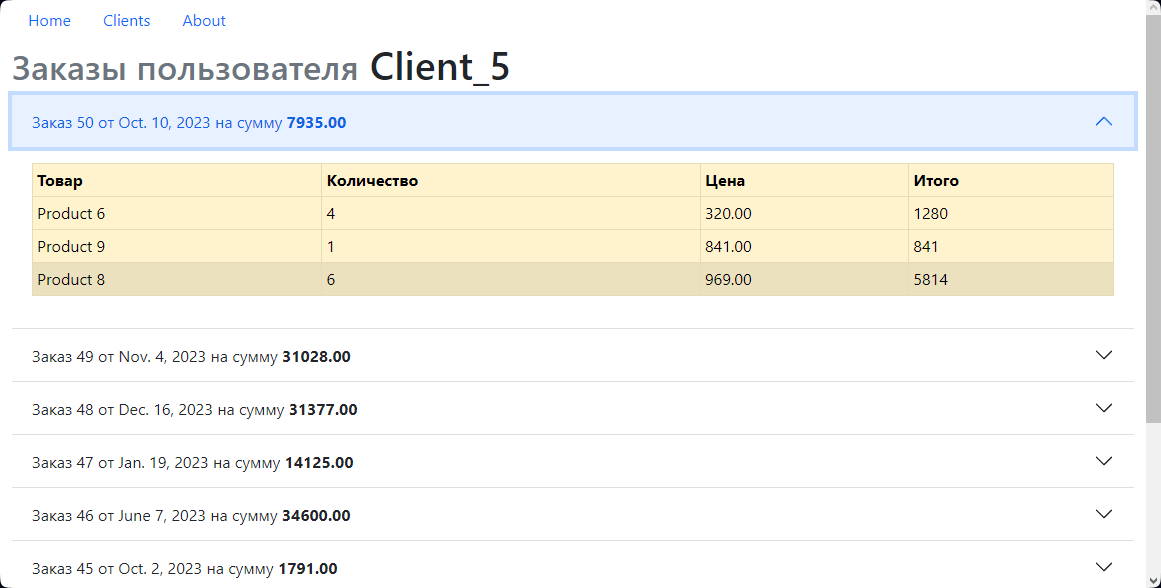 Home Clients About
Заказы пользователя Client_5
Заказ 50 от Oct. 10, 2023 на сумму 7935.00
Товар Количество Цена Итого
Product 6 4 320.00 1280
Product 9 1 841.00 841
Product 8 6 969.00 5814
Заказ 49 от Nov. 4, 2023 на сумму 31028.00
Заказ 48 от Dec. 16, 2023 на сумму 31377.00
Заказ 47 от Jan. 19, 2023 на сумму 14125.00
Заказ 46 от June 7, 2023 на сумму 34600.00
Заказ 45 от Oct. 2, 2023 на сумму 1791.00